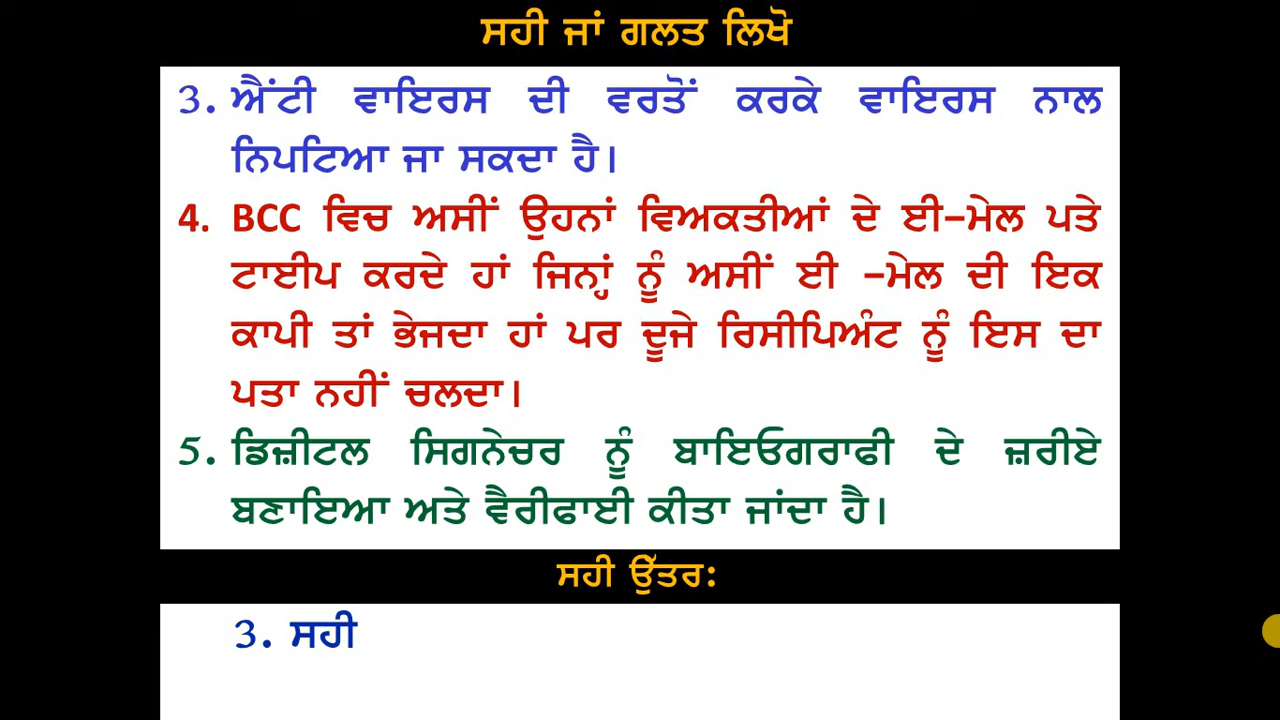 ਸਹੀ ਜਾਂ ਗਲਤ ਲਿਖੋ
3. ਐਂਟੀ ਵਾਇਰਸ ਦੀ ਵਰਤੋਂ ਕਰਕੇ ਵਾਇਰਸ ਨਾਲ
ਨਿਪਟਿਆ ਜਾ ਸਕਦਾ ਹੈ।
4. BCC ਵਿਚ ਅਸੀਂ ਉਹਨਾਂ ਵਿਅਕਤੀਆਂ ਦੇ ਈ-ਮੇਲ ਪਤੇ
ਟਾਈਪ ਕਰਦੇ ਹਾਂ ਜਿਨ੍ਹਾਂ ਨੂੰ ਅਸੀਂ ਈ -ਮੇਲ ਦੀ ਇਕ
ਕਾਪੀ ਤਾਂ ਭੇਜਦਾ ਹਾਂ ਪਰ ਦੂਜੇ ਰਿਸੀਪਿਅੰਟ ਨੂੰ ਇਸ ਦਾ
ਪਤਾ ਨਹੀਂ ਚਲਦਾ।
5. ਡਿਜ਼ੀਟਲ ਸਿਗਨੇਚਰ ਨੂੰ ਬਾਇਓਗਰਾਫੀ ਦੇ ਜ਼ਰੀਏ
ਬਣਾਇਆ ਅਤੇ ਵੈਰੀਫਾਈ ਕੀਤਾ ਜਾਂਦਾ ਹੈ।
ਸਹੀ ਉੱਤਰ:
3. ਸਹੀ